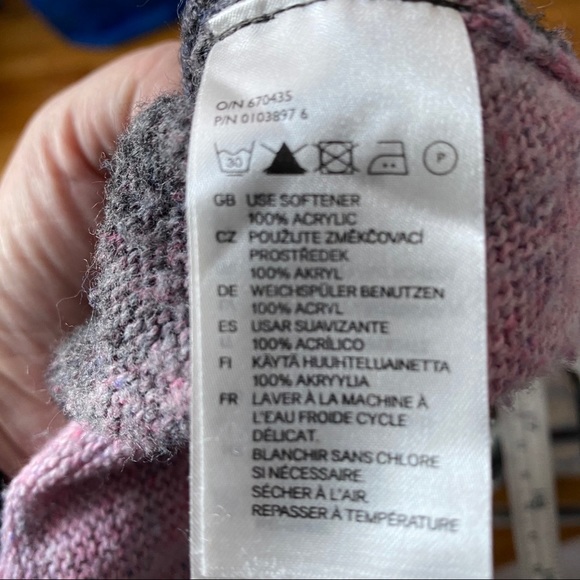 O/N 670435
P/N 0103897 6
30
P
GB USE SOFTENER
100% ACRYLIC
CZ POUŽIJTE ZMĚKČOVACÍ
PROSTŘEDEK
100% AKRYL
DE WEICHSPÜLER BENUTZEN
100% ACRYL
ES USAR SUAVIZANTE
100% ACRÍLICO
FI KÄYTÄ HUUHTELUAINETTA
100% AKRYYLIA
FR LAVER À LA MACHINE À
L'EAU FROIDE CYCLE
DÉLICAT.
BLANCHIR SANS CHLORE
SI NÉCESSAIRE.
SÉCHER À L'AIR.
REPASSER À TEMPÉRATURE